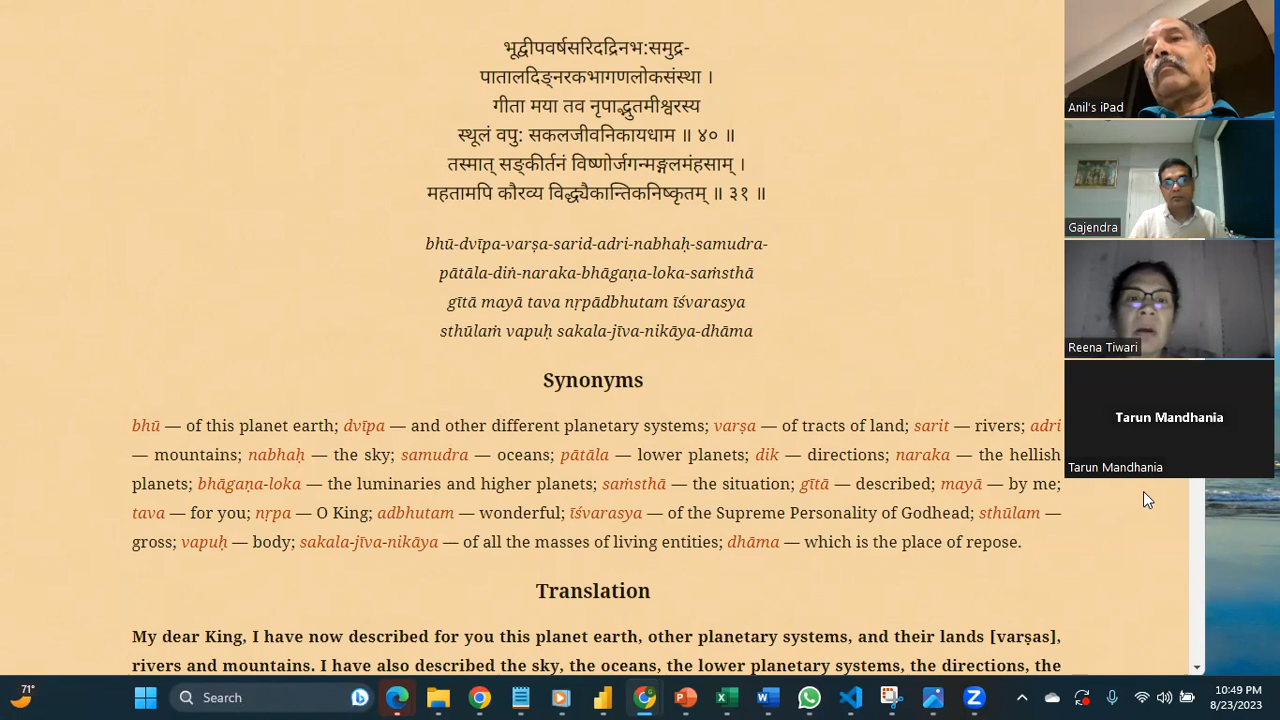 भूद्वीपवर्षसरिदद्रिनभ:समुद्र-
पातालदिङ्‍नरकभागणलोकसंस्था ।
गीता मया तव नृपाद्भ‍ुतमीश्वरस्य
स्थूलं वपु: सकलजीवनिकायधाम ॥ ४० ॥
तस्मात् सङ्कीर्तनं विष्णोर्जगन्मङ्गलमंहसाम् ।
महतामपि कौरव्य विद्ध्यैकान्तिकनिष्कृतम् ॥ ३१ ॥
bhū-dvīpa-varṣa-sarid-adri-nabhaḥ-samudra-
pātāla-diṅ-naraka-bhāgaṇa-loka-saṁsthā
gītā mayā tava nṛpādbhutam īśvarasya
sthūlaṁ vapuḥ sakala-jīva-nikāya-dhāma
Synonyms
bhū — of this planet earth; dvīpa — and other different planetary systems; varṣa — of tracts of land; sarit — rivers; adri
— mountains; nabhaḥ — the sky; samudra — oceans; pātāla — lower planets; dik — directions; naraka — the hellish
planets; bhāgaṇa-loka — the luminaries and higher planets; saṁsthā — the situation; gītā — described; mayā — by me;
tava — for you; nṛpa — O King; adbhutam — wonderful; īśvarasya — of the Supreme Personality of Godhead; sthūlam —
gross; vapuḥ — body; sakala-jīva-nikāya — of all the masses of living entities; dhāma — which is the place of repose.
Translation
My dear King, I have now described for you this planet earth, other planetary systems, and their lands [varṣas],
rivers and mountains. I have also described the sky, the oceans, the lower planetary systems, the directions, the
Anil's iPad
Gajendra
Reena Tiwari
Tarun Mandhania
Tarun Mandhania
71°
Search
10:49 PM
8/23/2023